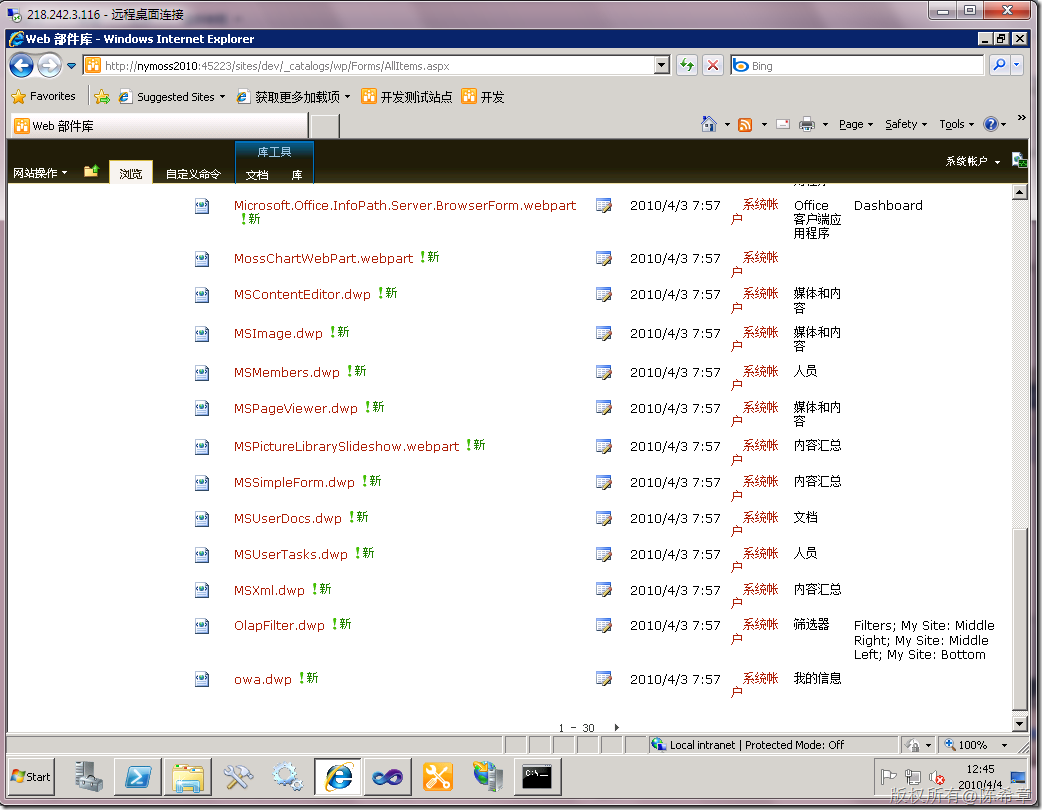 218.242.3.116 - 远程桌面连接
Web 部件库 - Windows Internet Explorer
http://nymoss2010:45223/sites/dev/_catalogs/wp/Forms/AllItems.aspx
Bing
Favorites
Suggested Sites
获取更多加载项
开发测试站点
开发
Web 部件库
Page
Safety
Tools
»
库工具
网站操作
浏览
自定义命令
文档
库
系统帐户
Microsoft.Office.InfoPath.Server.BrowserForm.webpart 2010/4/3 7:57 系统帐 Office Dashboard
!新 户 客户端应
用程序
MossChartWebPart.webpart !新 2010/4/3 7:57 系统帐
户
MSContentEditor.dwp !新 2010/4/3 7:57 系统帐 媒体和内
户 容
MSImage.dwp !新 2010/4/3 7:57 系统帐 媒体和内
户 容
MSMembers.dwp !新 2010/4/3 7:57 系统帐 人员
户
MSPageViewer.dwp !新 2010/4/3 7:57 系统帐 媒体和内
户 容
MSPictureLibrarySlideshow.webpart !新 2010/4/3 7:57 系统帐 内容汇总
户
MSSimpleForm.dwp !新 2010/4/3 7:57 系统帐 内容汇总
户
MSUserDocs.dwp !新 2010/4/3 7:57 系统帐 文档
户
MSUserTasks.dwp !新 2010/4/3 7:57 系统帐 人员
户
MSXml.dwp !新 2010/4/3 7:57 系统帐 内容汇总
户
OlapFilter.dwp !新 2010/4/3 7:57 系统帐 筛选器 Filters; My Site: Middle
户 Right; My Site: Middle
Left; My Site: Bottom
owa.dwp !新 2010/4/3 7:57 系统帐 我的信息
户
1 - 30
Local intranet | Protected Mode: Off
100%
Start
C:\
12:45
2010/4/4
版权所有@陈希章